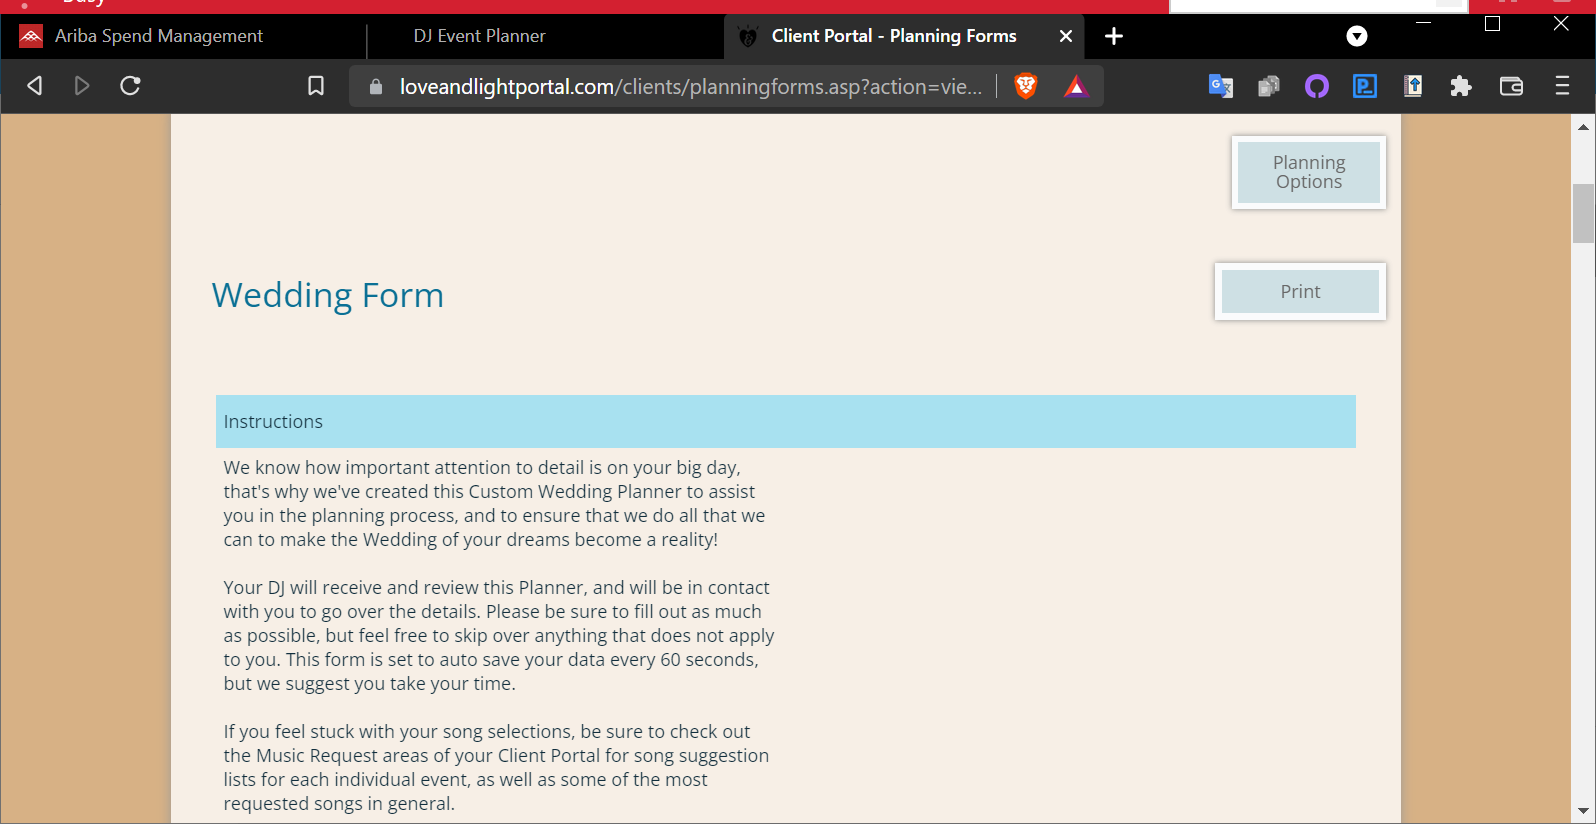 Busy
Ariba Spend Management
DJ Event Planner
Client Portal - Planning Forms
loveandlightportal.com/clients/planningforms.asp?action=vie...
Planning
Options
Wedding Form
Print
Instructions
We know how important attention to detail is on your big day,
that's why we've created this Custom Wedding Planner to assist
you in the planning process, and to ensure that we do all that we
can to make the Wedding of your dreams become a reality!
Your DJ will receive and review this Planner, and will be in contact
with you to go over the details. Please be sure to fill out as much
as possible, but feel free to skip over anything that does not apply
to you. This form is set to auto save your data every 60 seconds,
but we suggest you take your time.
If you feel stuck with your song selections, be sure to check out
the Music Request areas of your Client Portal for song suggestion
lists for each individual event, as well as some of the most
requested songs in general.